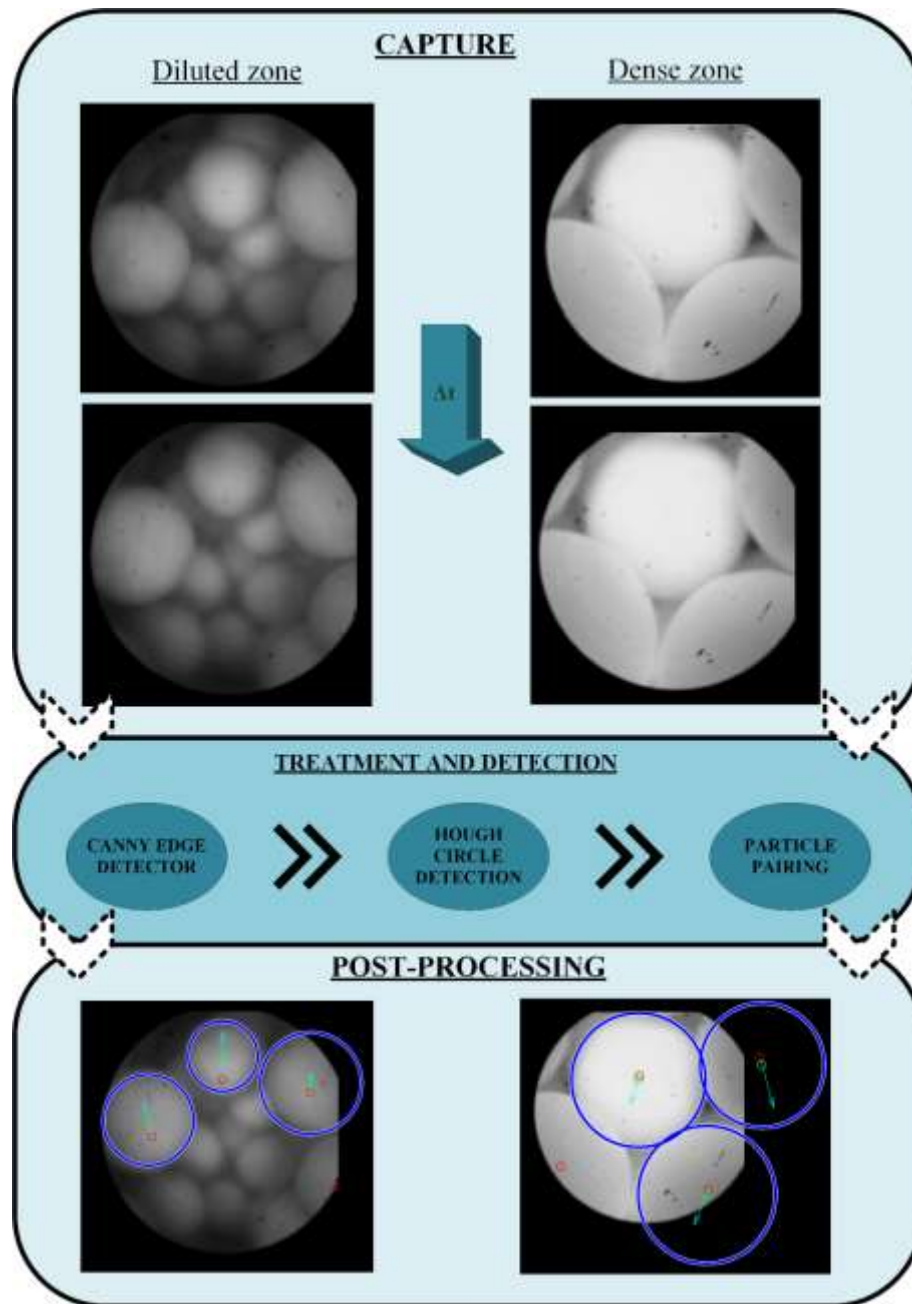 CAPTURE
Diluted zone
Dense zone
Δt
TREATMENT AND DETECTION
CANNY EDGE
DETECTOR
HOUGH
CIRCLE
DETECTION
PARTICLE
PAIRING
POST-PROCESSING